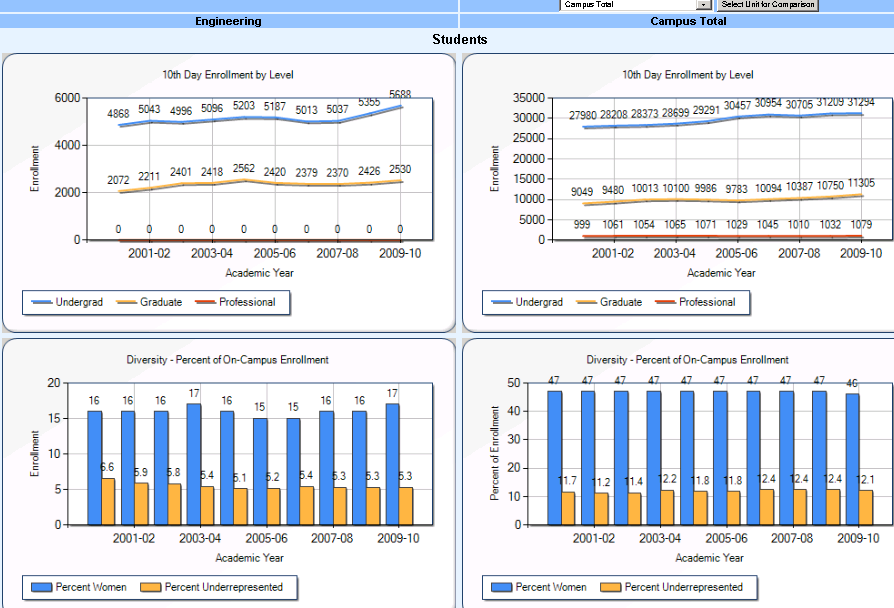 Campus Total Select Unit for Comparison
Engineering Campus Total
Students
10th Day Enrollment by Level
6000
4000
2000
0
Enrollment
4868 5043 4996 5096 5203 5187 5013 5037 5355 5688
2072 2211 2401 2418 2562 2420 2379 2370 2426 2530
0 0 0 0 0 0 0 0 0 0
2001-02 2003-04 2005-06 2007-08 2009-10
Academic Year
Undergrad Graduate Professional
10th Day Enrollment by Level
35000
30000
25000
20000
15000
10000
5000
0
Enrollment
27980 28208 28373 28699 29291 30457 30954 30705 31209 31294
9049 9480 10013 10100 9986 9783 10094 10387 10750 11305
999 1061 1054 1065 1071 1029 1045 1010 1032 1079
2001-02 2003-04 2005-06 2007-08 2009-10
Academic Year
Undergrad Graduate Professional
Diversity - Percent of On-Campus Enrollment
20
15
10
5
0
Enrollment
16 16 16 17 16 15 15 16 16 17
6.6 5.9 5.8 5.4 5.1 5.2 5.4 5.3 5.3 5.3
2001-02 2003-04 2005-06 2007-08 2009-10
Academic Year
Percent Women Percent Underrepresented
Diversity - Percent of On-Campus Enrollment
50
40
30
20
10
0
Percent of Enrollment
47 47 47 47 47 47 47 47 47 46
11.7 11.2 11.4 12.2 11.8 11.8 12.4 12.4 12.4 12.1
2001-02 2003-04 2005-06 2007-08 2009-10
Academic Year
Percent Women Percent Underrepresented